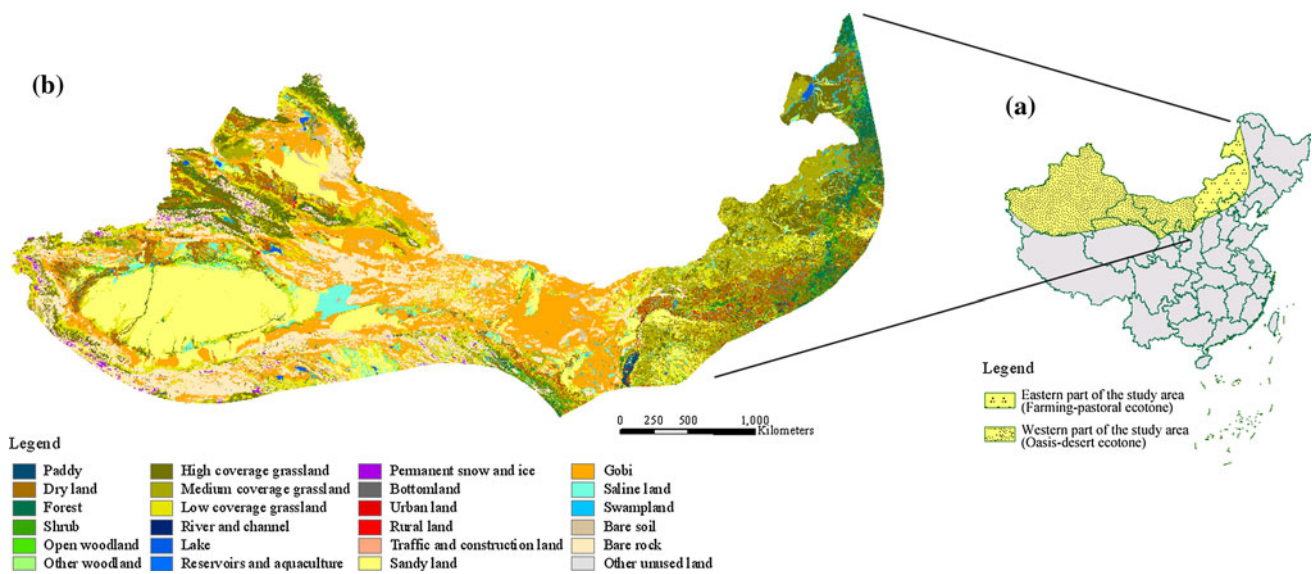 (b)
(a)
Legend
Eastern part of the study area
(Farming-pastoral ecotone)
Western part of the study area
(Oasis-desert ecotone)
0 250 500 1,000
Kilometers
Legend
Paddy
Dry land
Forest
Shrub
Open woodland
Other woodland
High coverage grassland
Medium coverage grassland
Low coverage grassland
River and channel
Lake
Reservoirs and aquaculture
Permanent snow and ice
Bottomland
Urban land
Rural land
Traffic and construction land
Sandy land
Gobi
Saline land
Swampland
Bare soil
Bare rock
Other unused land